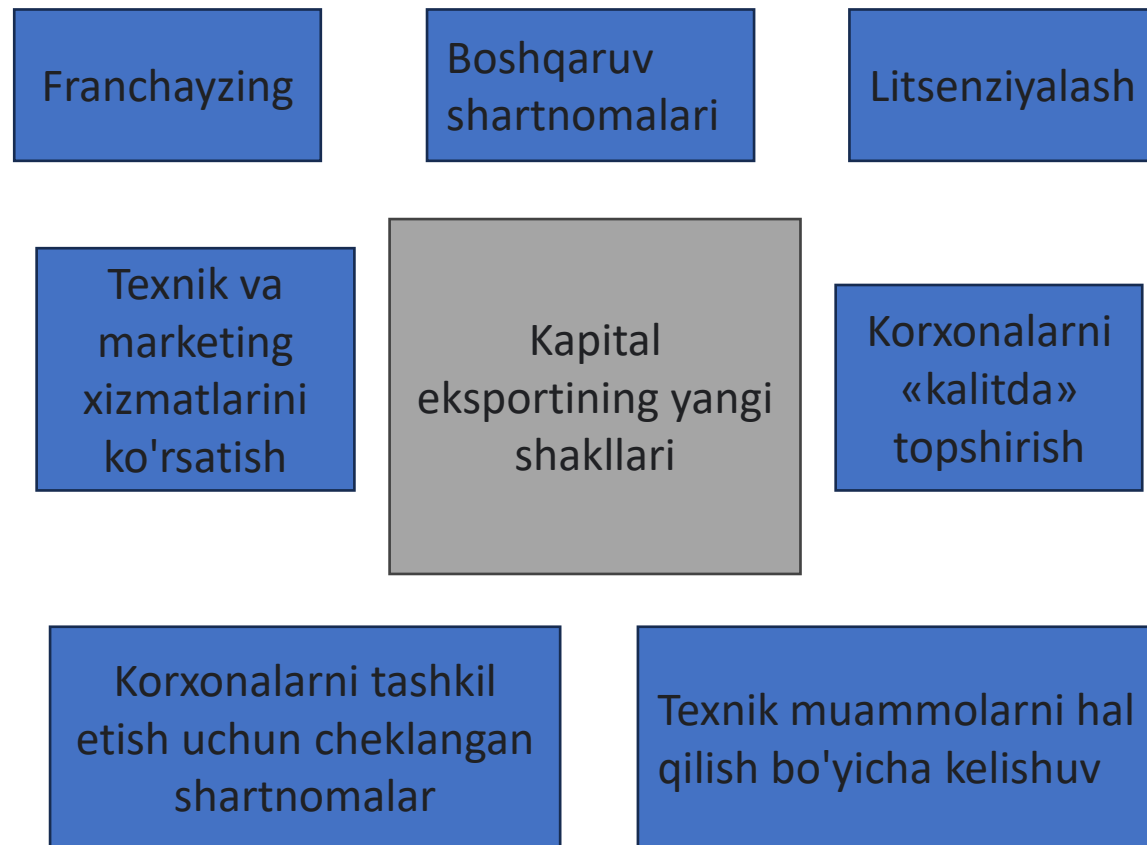 Franchayzing
Boshqaruv
shartnomalari
Litsenziyalash
Texnik va
marketing
xizmatlarini
ko'rsatish
Kapital
eksportining yangi
shakllari
Korxonalarni
«kalitda»
topshirish
Korxonalarni tashkil
etish uchun cheklangan
shartnomalar
Texnik muammolarni hal
qilish bo'yicha kelishuv